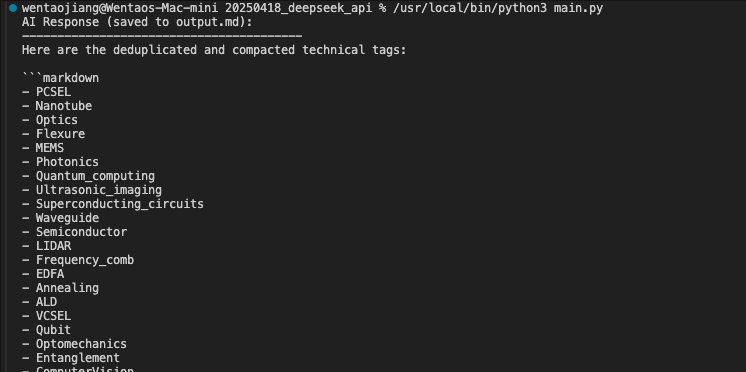 wentaojiang@Wentaos-Mac-mini 20250418_deepseek_api % /usr/local/bin/python3 main.py
AI Response (saved to output.md):
----------------------------------------
Here are the deduplicated and compacted technical tags:
```markdown
- PCSEL
- Nanotube
- Optics
- Flexure
- MEMS
- Photonics
- Quantum_computing
- Ultrasonic_imaging
- Superconducting_circuits
- Waveguide
- Semiconductor
- LIDAR
- Frequency_comb
- EDFA
- Annealing
- ALD
- VCSEL
- Qubit
- Optomechanics
- Entanglement
- ComputerVision